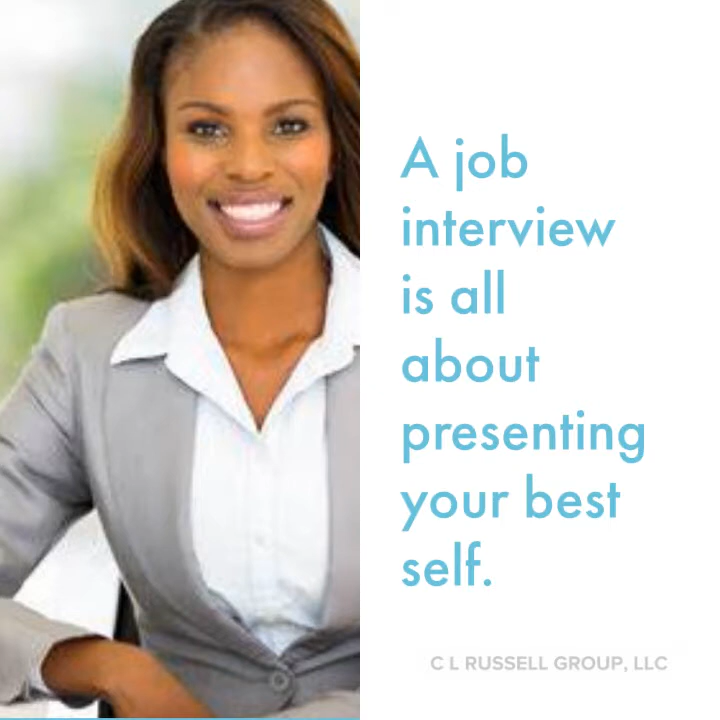 A job
interview
is all
about
presenting
your best
self.
C L RUSSELL GROUP, LLC